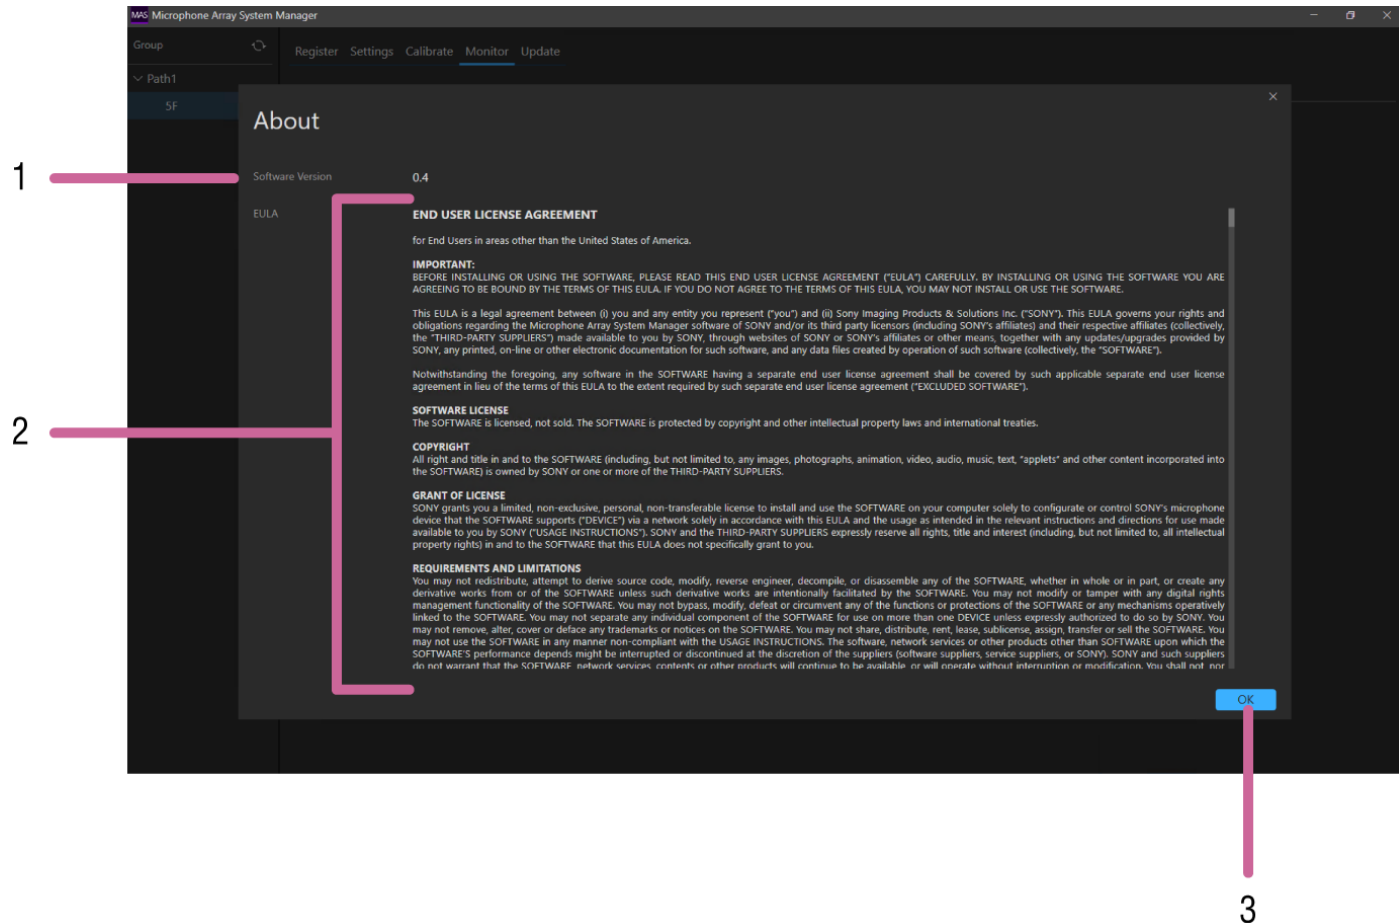 MAS Microphone Array System Manager
Group
Register Settings Calibrate Monitor Update
Path1
5F
About
1
Software Version 0.4
EULA
END USER LICENSE AGREEMENT
for End Users in areas other than the United States of America.
IMPORTANT:
BEFORE INSTALLING OR USING THE SOFTWARE, PLEASE READ THIS END USER LICENSE AGREEMENT ("EULA") CAREFULLY. BY INSTALLING OR USING THE SOFTWARE YOU ARE
AGREEING TO BE BOUND BY THE TERMS OF THIS EULA. IF YOU DO NOT AGREE TO THE TERMS OF THIS EULA, YOU MAY NOT INSTALL OR USE THE SOFTWARE.
This EULA is a legal agreement between (i) you and any entity you represent ("you") and (ii) Sony Imaging Products & Solutions Inc. ("SONY"). This EULA governs your rights and
obligations regarding the Microphone Array System Manager software of SONY and/or its third party licensors (including SONY's affiliates) and their respective affiliates (collectively,
the "THIRD-PARTY SUPPLIERS") made available to you by SONY, through websites of SONY or SONY's affiliates or other means, together with any updates/upgrades provided by
SONY, any printed, on-line or other electronic documentation for such software, and any data files created by operation of such software (collectively, the "SOFTWARE").
Notwithstanding the foregoing, any software in the SOFTWARE having a separate end user license agreement shall be covered by such applicable separate end user license
agreement in lieu of the terms of this EULA to the extent required by such separate end user license agreement ("EXCLUDED SOFTWARE").
SOFTWARE LICENSE
The SOFTWARE is licensed, not sold. The SOFTWARE is protected by copyright and other intellectual property laws and international treaties.
2
COPYRIGHT
All right and title in and to the SOFTWARE (including, but not limited to, any images, photographs, animation, video, audio, music, text, "applets" and other content incorporated into
the SOFTWARE) is owned by SONY or one or more of the THIRD-PARTY SUPPLIERS.
GRANT OF LICENSE
SONY grants you a limited, non-exclusive, personal, non-transferable license to install and use the SOFTWARE on your computer solely to configurate or control SONY's microphone
device that the SOFTWARE supports ("DEVICE") via a network solely in accordance with this EULA and the usage as intended in the relevant instructions and directions for use made
available to you by SONY ("USAGE INSTRUCTIONS"). SONY and the THIRD-PARTY SUPPLIERS expressly reserve all rights, title and interest (including, but not limited to, all intellectual
property rights) in and to the SOFTWARE that this EULA does not specifically grant to you.
REQUIREMENTS AND LIMITATIONS
You may not redistribute, attempt to derive source code, modify, reverse engineer, decompile, or disassemble any of the SOFTWARE, whether in whole or in part, or create any
derivative works from or of the SOFTWARE unless such derivative works are intentionally facilitated by the SOFTWARE. You may not modify or tamper with any digital rights
management functionality of the SOFTWARE. You may not bypass, modify, defeat or circumvent any of the functions or protections of the SOFTWARE or any mechanisms operatively
linked to the SOFTWARE. You may not separate any individual component of the SOFTWARE for use on more than one DEVICE unless expressly authorized to do so by SONY. You
may not remove, alter, cover or deface any trademarks or notices on the SOFTWARE. You may not share, distribute, rent, lease, sublicense, assign, transfer or sell the SOFTWARE. You
may not use the SOFTWARE in any manner non-compliant with the USAGE INSTRUCTIONS. The software, network services or other products other than SOFTWARE upon which the
SOFTWARE'S performance depends might be interrupted or discontinued at the discretion of the suppliers (software suppliers, service suppliers, or SONY). SONY and such suppliers
do not warrant that the SOFTWARE, network services, contents or other products will continue to be available, or will operate without interruption or modification. You shall not, nor
OK
3